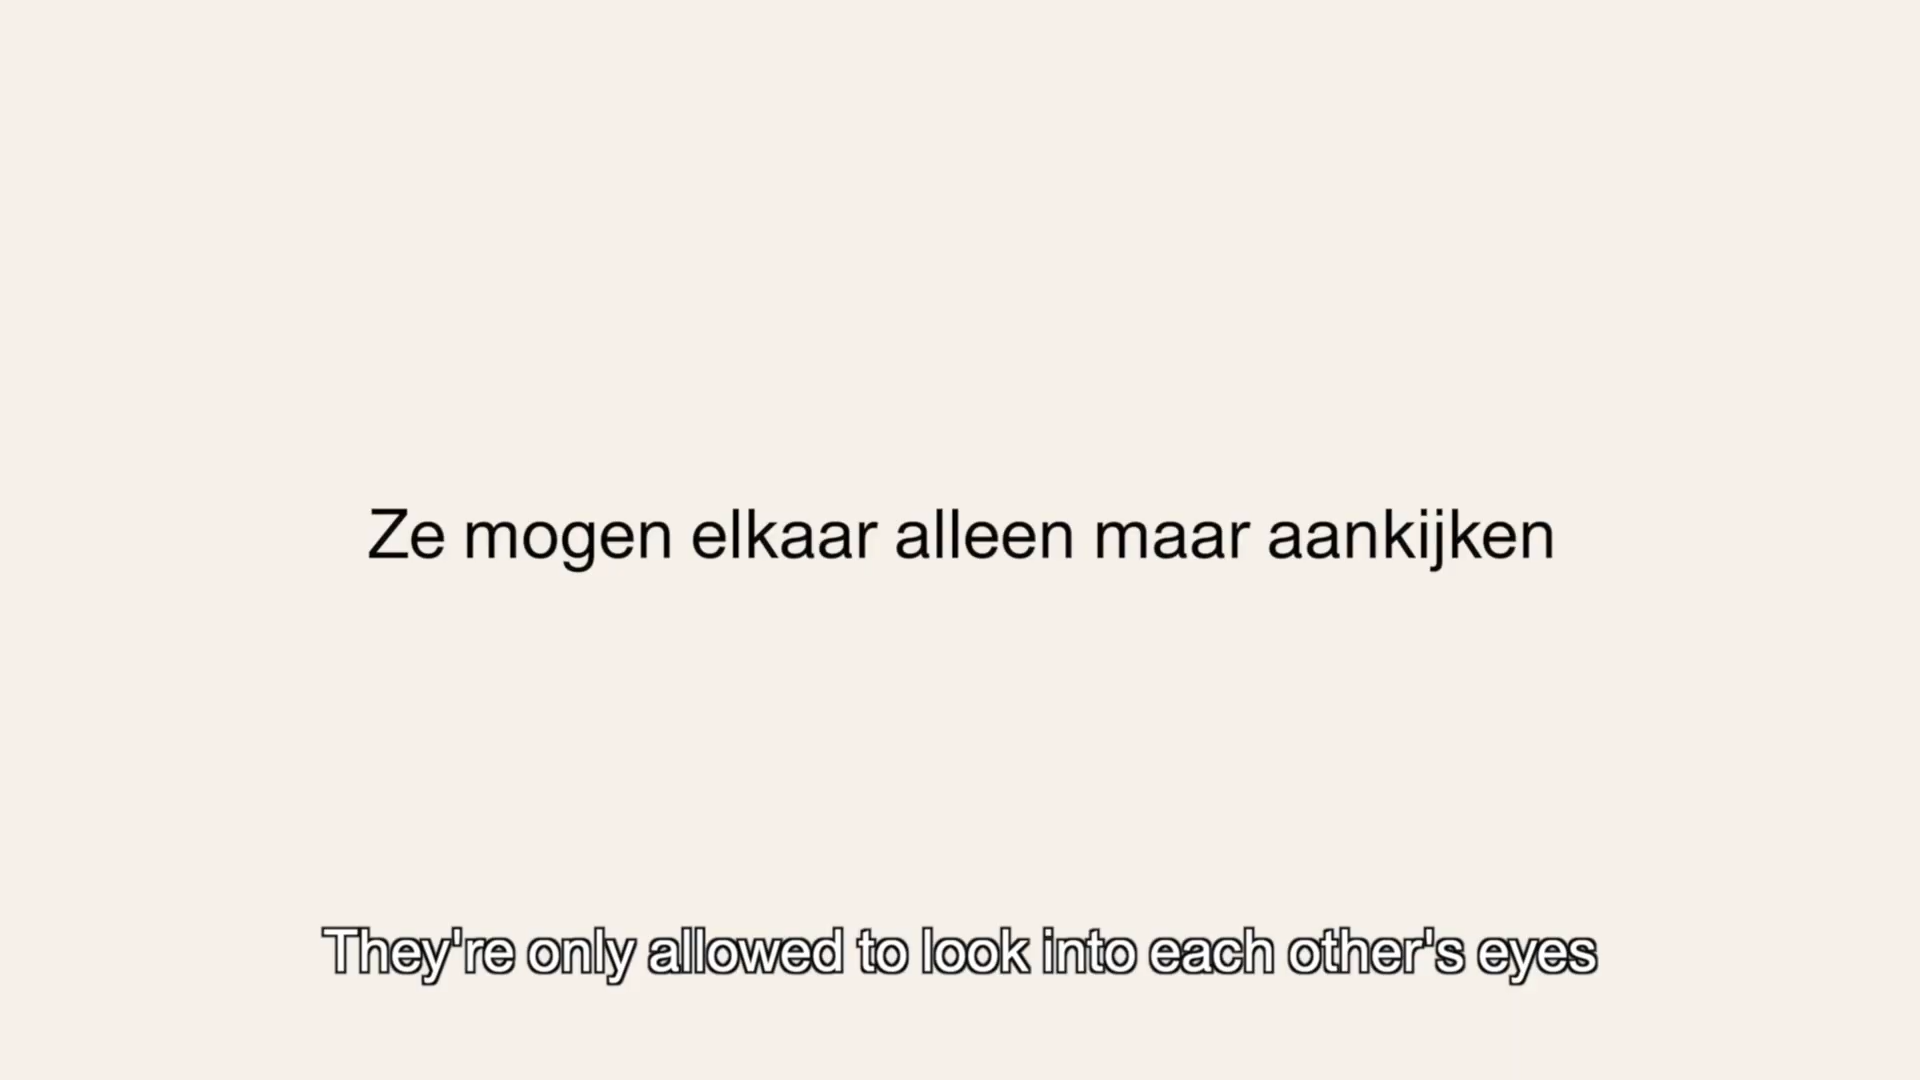 Ze mogen elkaar alleen maar aankijken
They're only allowed to look into each other's eyes